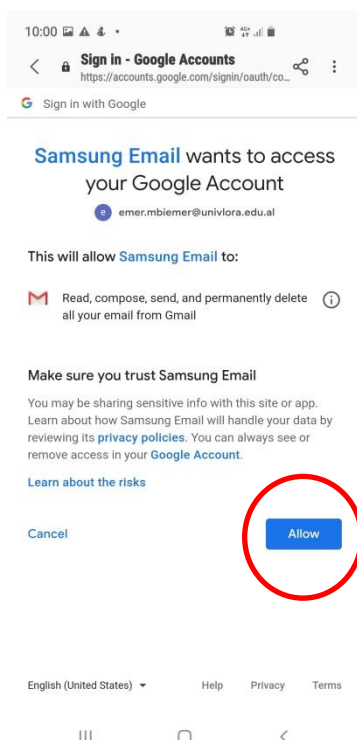 10:00
Sign in - Google Accounts
https://accounts.google.com/signin/oauth/co...
G Sign in with Google
Samsung Email wants to access
your Google Account
e emer.mbiemer@univlora.edu.al
This will allow Samsung Email to:
Read, compose, send, and permanently delete
all your email from Gmail
Make sure you trust Samsung Email
You may be sharing sensitive info with this site or app.
Learn about how Samsung Email will handle your data by
reviewing its privacy policies. You can always see or
remove access in your Google Account.
Learn about the risks
Cancel Allow
English (United States) Help Privacy Terms